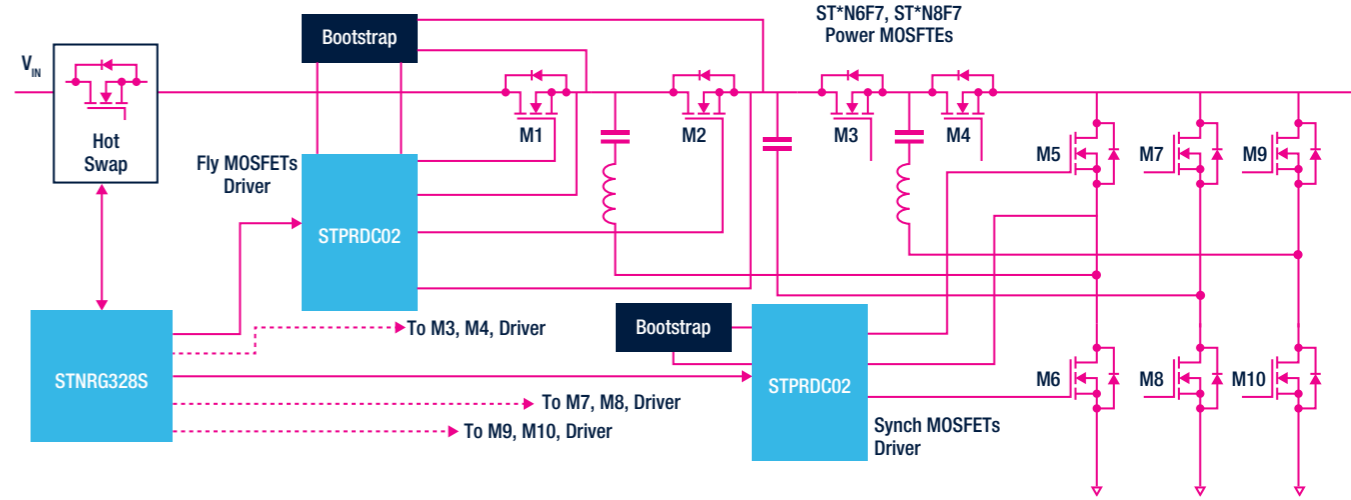 ST*N6F7, ST*N8F7
Power MOSFTEs
Bootstrap
V_IN
Hot
Swap
M1
M2
M3
M4
M5
M7
M9
Fly MOSFETs
Driver
STPRDC02
To M3, M4, Driver
Bootstrap
STNRG328S
STPRDC02
M6
M8
M10
To M7, M8, Driver
To M9, M10, Driver
Synch MOSFETs
Driver